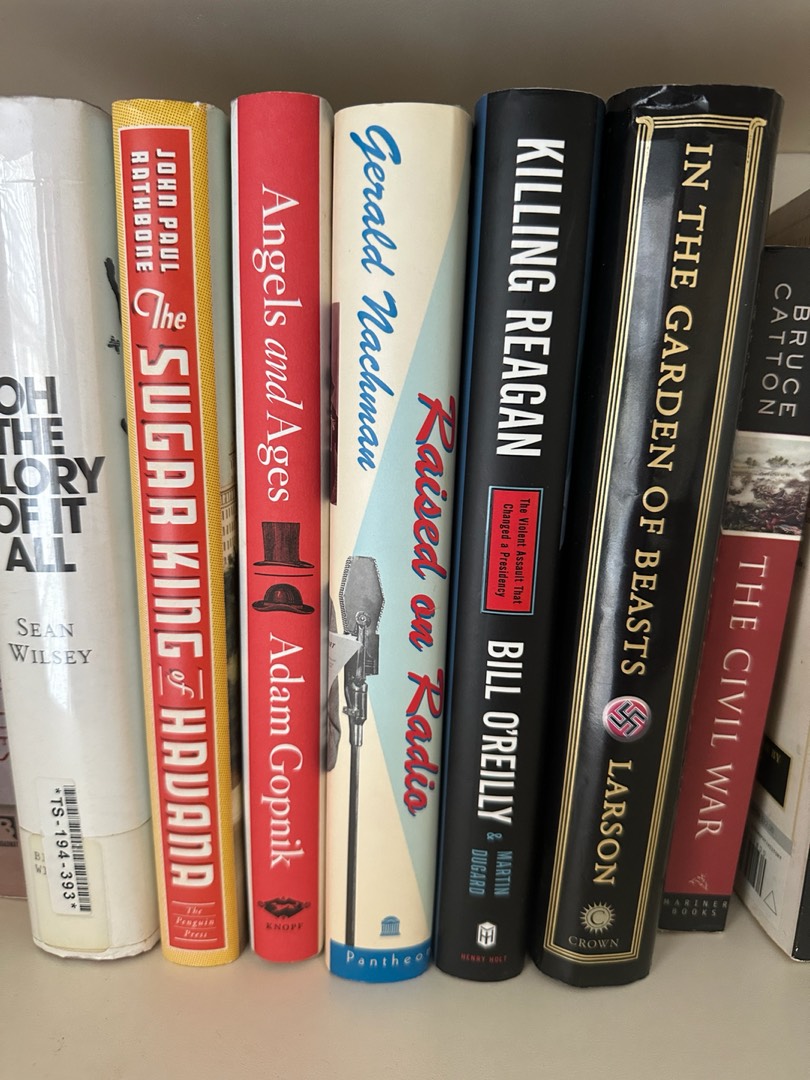 OH
THE
LORY
OF IT
ALL
SEAN
WILSEY
*TS-194-393*
JOHN PAUL
RATHBONE
The
SUGAR KING of HAVANA
The
Penguin
Press
Angels and Ages
Adam Gopnik
KNOPF
Gerald Nachman
Raised on Radio
Pantheo
KILLING REAGAN
The Violent Assault That
Changed a Presidency
BILL O'REILLY
& MARTIN
DUGARD
HENRY HOLT
IN THE GARDEN OF BEASTS
LARSON
CROWN
BRUCE
CATTON
THE CIVIL WAR
MARINER
BOOKS